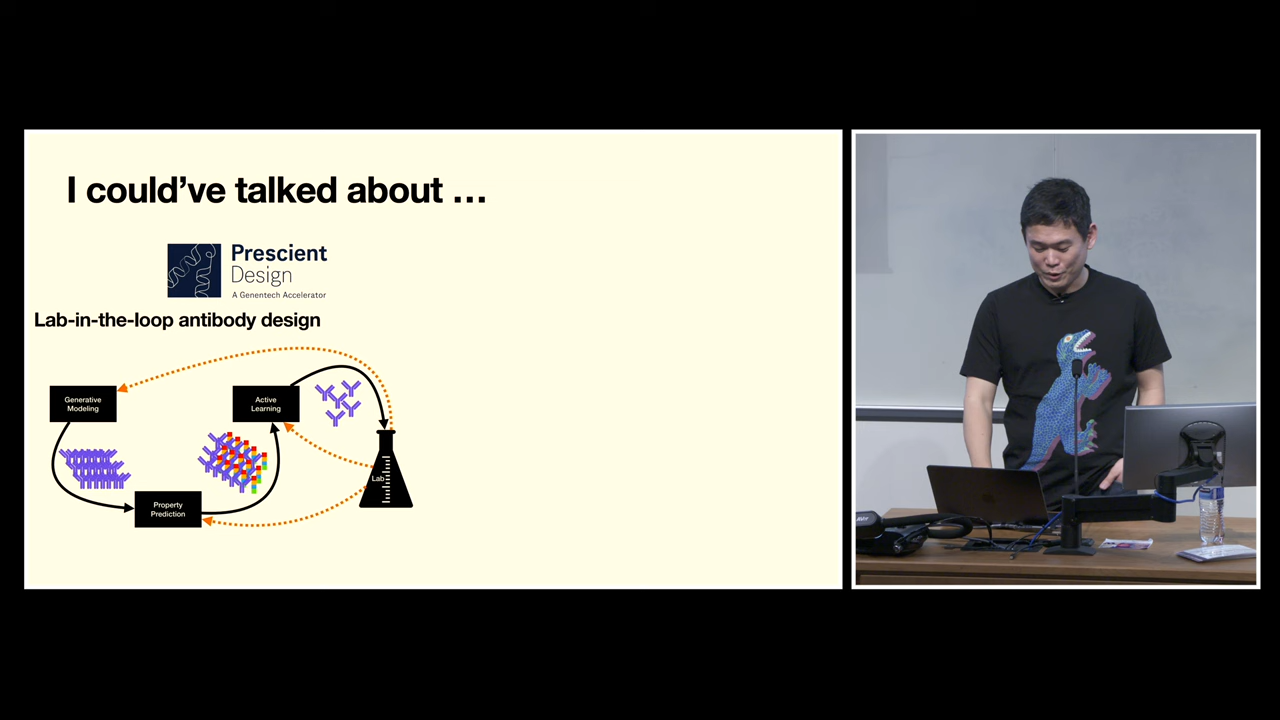 I could've talked about …
Prescient
Design
A Genentech Accelerator
Lab-in-the-loop antibody design
Generative
Modeling
Active
Learning
Lab
Property
Prediction